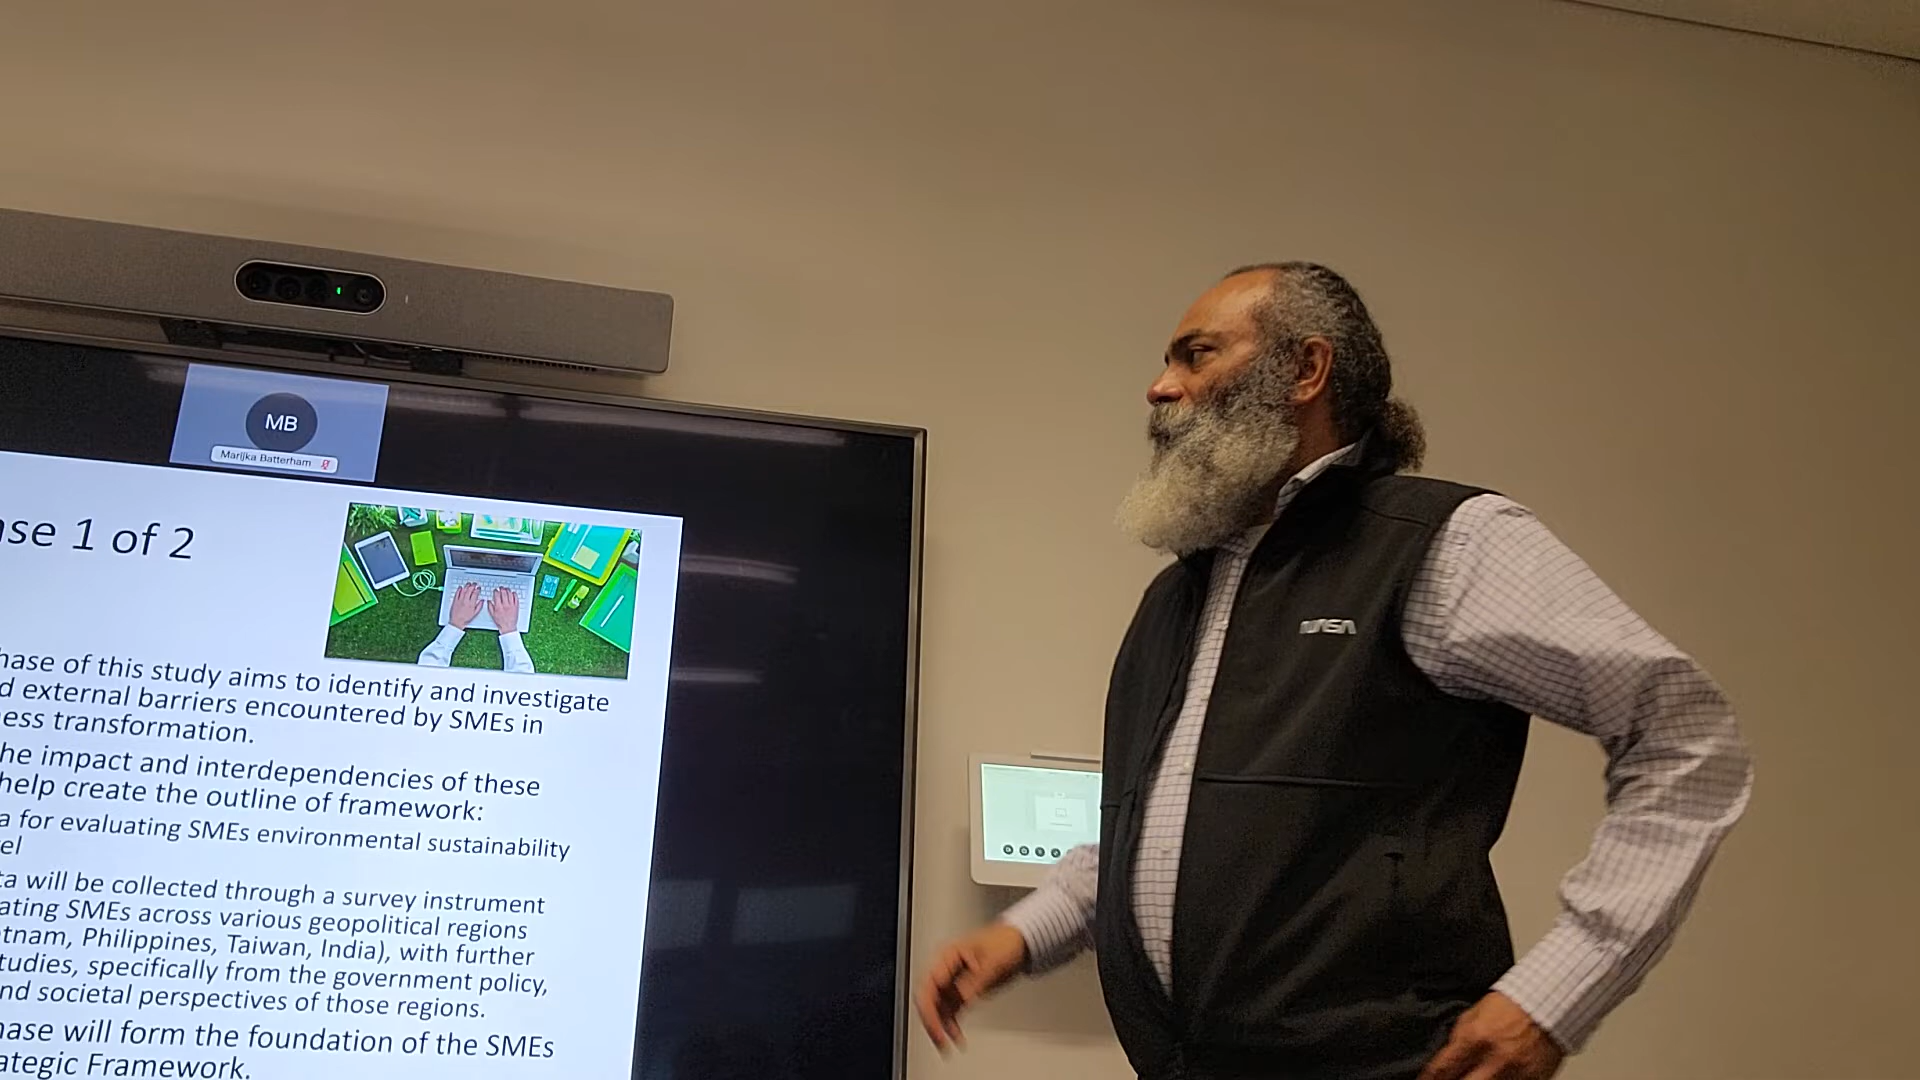 MB
Marijka Batterham
ase 1 of 2
hase of this study aims to identify and investigate
d external barriers encountered by SMEs in
ess transformation.
he impact and interdependencies of these
help create the outline of framework:
a for evaluating SMEs environmental sustainability
el
ta will be collected through a survey instrument
ating SMEs across various geopolitical regions
tnam, Philippines, Taiwan, India), with further
tudies, specifically from the government policy,
nd societal perspectives of those regions.
hase will form the foundation of the SMEs
ategic Framework.
NASA